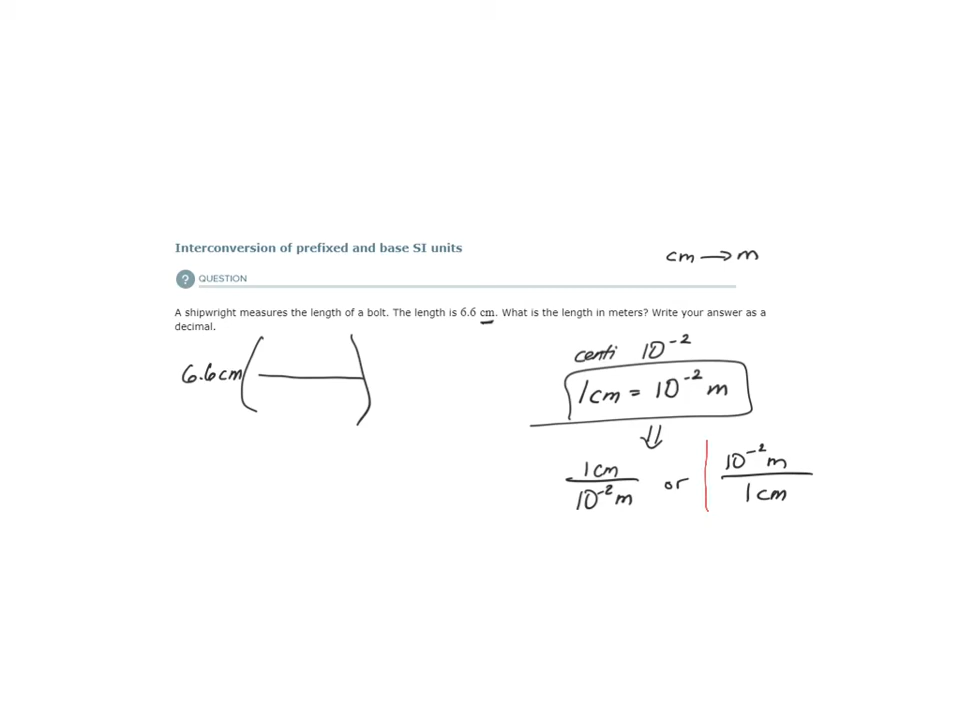 Interconversion of prefixed and base SI units
cm → m
? QUESTION
A shipwright measures the length of a bolt. The length is 6.6 cm. What is the length in meters? Write your answer as a
decimal.
centi 10⁻²
6.6cm(
)
1cm = 10⁻² m
⇓
1cm / 10⁻² m or 10⁻² m / 1cm